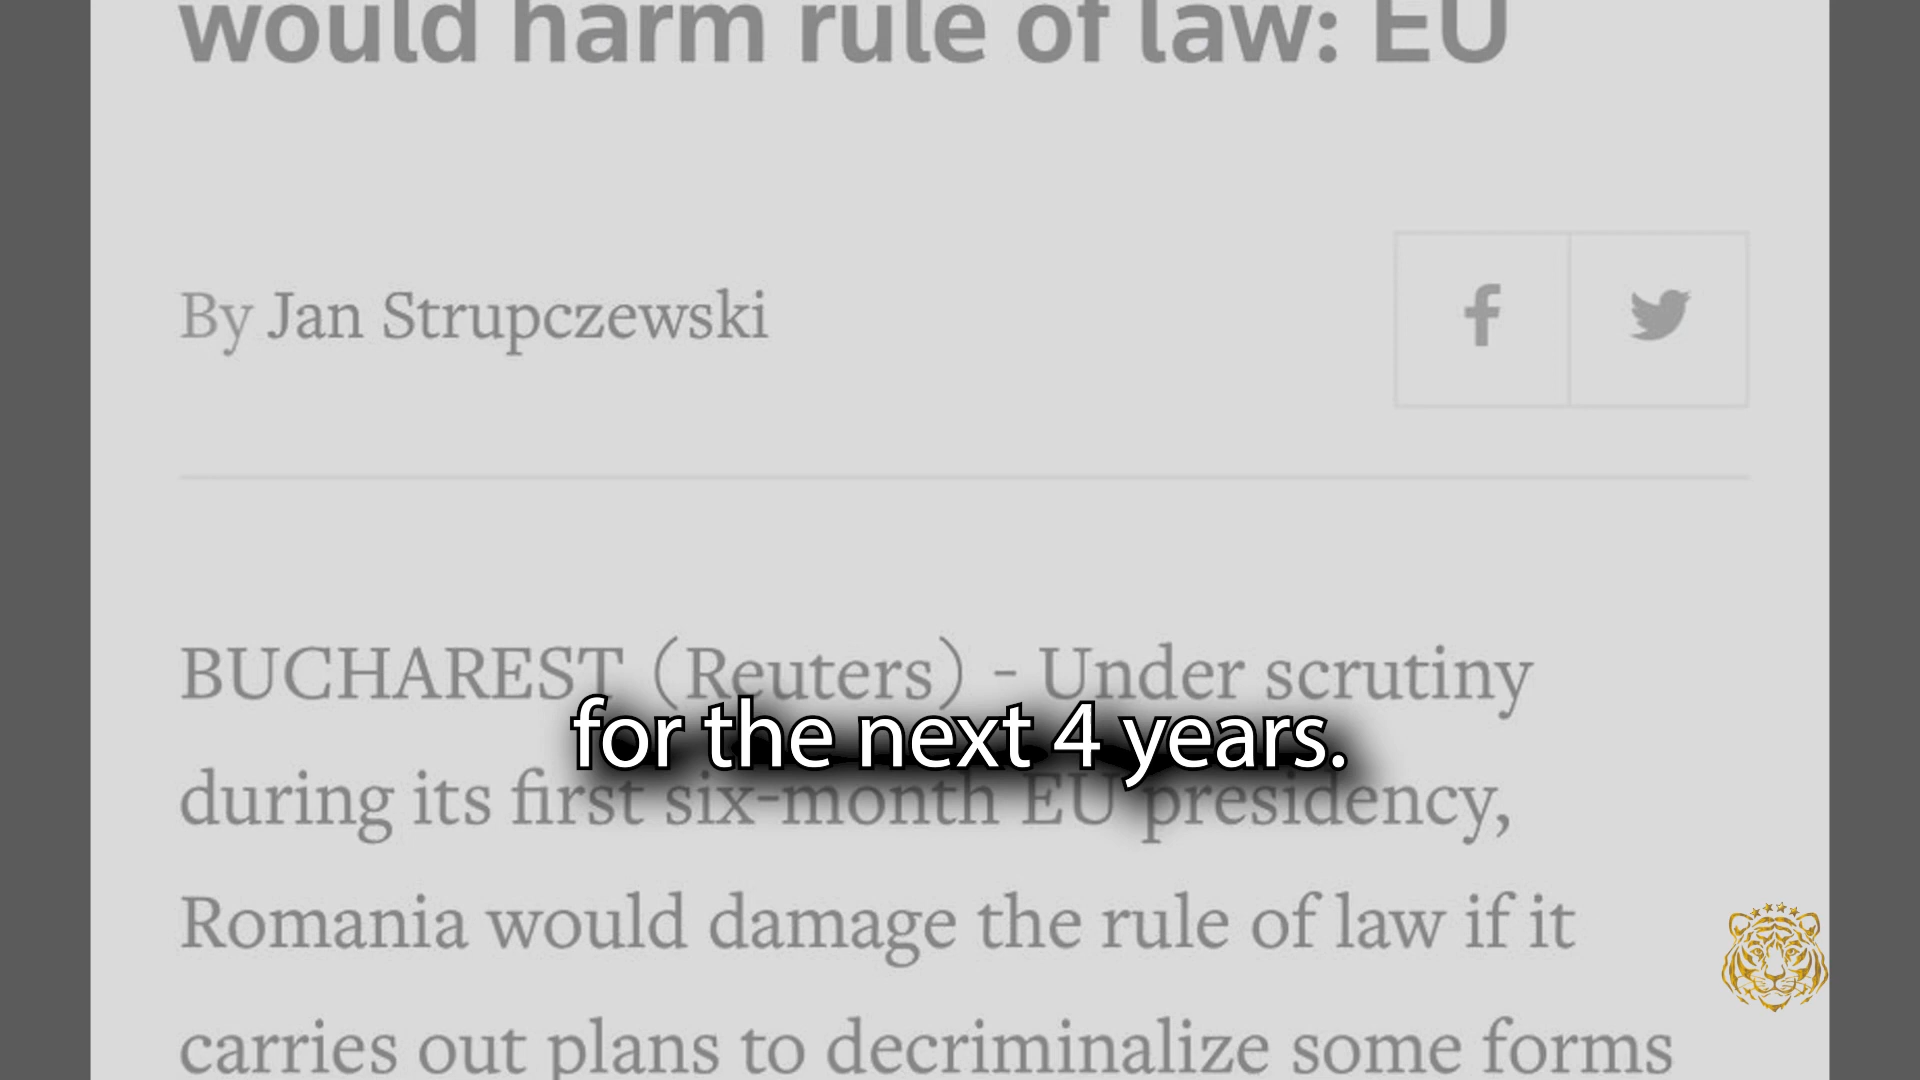 would harm rule of law: EU
By Jan Strupczewski
BUCHAREST (Reuters) - Under scrutiny
for the next 4 years.
during its first six-month EU presidency,
Romania would damage the rule of law if it
carries out plans to decriminalize some forms